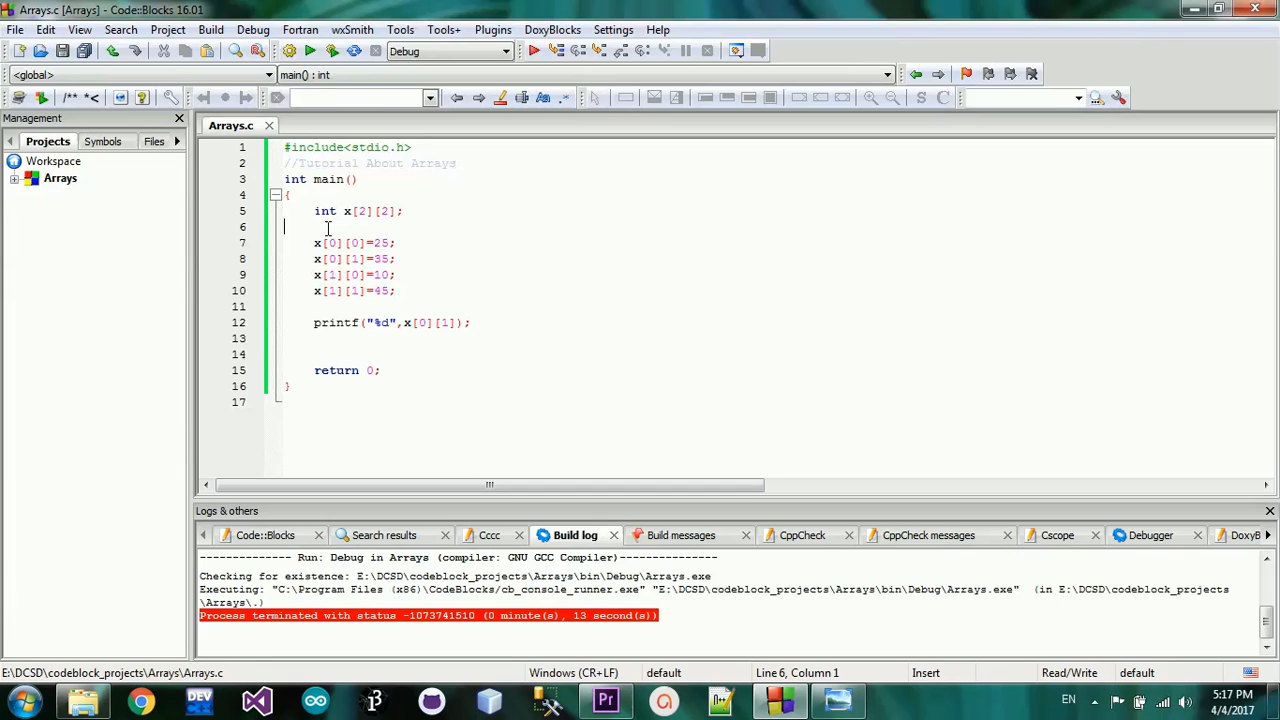 Arrays.c [Arrays] - Code::Blocks 16.01
File Edit View Search Project Build Debug Fortran wxSmith Tools Tools+ Plugins DoxyBlocks Settings Help
Debug
<global> main() : int
/** *<
S C
Management
Projects Symbols Files
Workspace
Arrays
Arrays.c
1 #include<stdio.h>
2 //Tutorial About Arrays
3 int main()
4 {
5 int x[2][2];
6
7 x[0][0]=25;
8 x[0][1]=35;
9 x[1][0]=10;
10 x[1][1]=45;
11
12 printf("%d",x[0][1]);
13
14
15 return 0;
16 }
17
Logs & others
Code::Blocks Search results Cccc Build log Build messages CppCheck CppCheck messages Cscope Debugger DoxyB
-------------- Run: Debug in Arrays (compiler: GNU GCC Compiler)---------------
Checking for existence: E:\DCSD\codeblock_projects\Arrays\bin\Debug\Arrays.exe
Executing: "C:\Program Files (x86)\CodeBlocks/cb_console_runner.exe" "E:\DCSD\codeblock_projects\Arrays\bin\Debug\Arrays.exe" (in E:\DCSD\codeblock_projects
\Arrays\.)
Process terminated with status -1073741510 (0 minute(s), 13 second(s))
E:\DCSD\codeblock_projects\Arrays\Arrays.c Windows (CR+LF) default Line 6, Column 1 Insert Read/Write default
DEV
Pr
EN
5:17 PM
4/4/2017